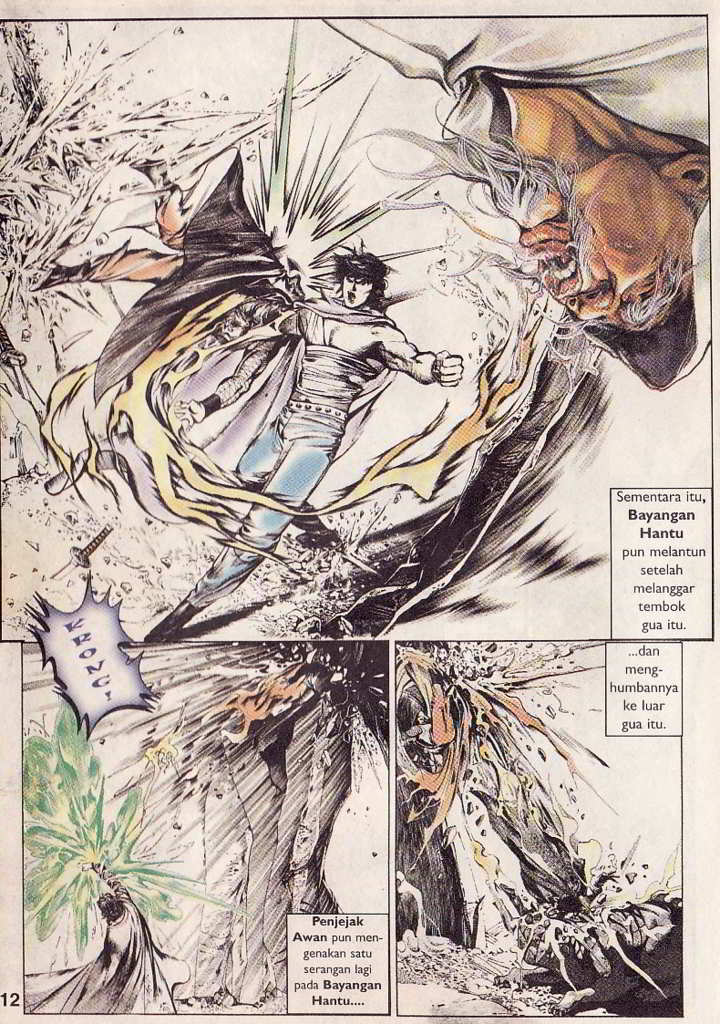 Sementara itu,
Bayangan
Hantu
pun melantun
setelah
melanggar
tembok
gua itu.
KRONG!
Penjejak
Awan pun men-
genakan satu
serangan lagi
pada Bayangan
Hantu....
...dan
meng-
humbannya
ke luar
gua itu.
12